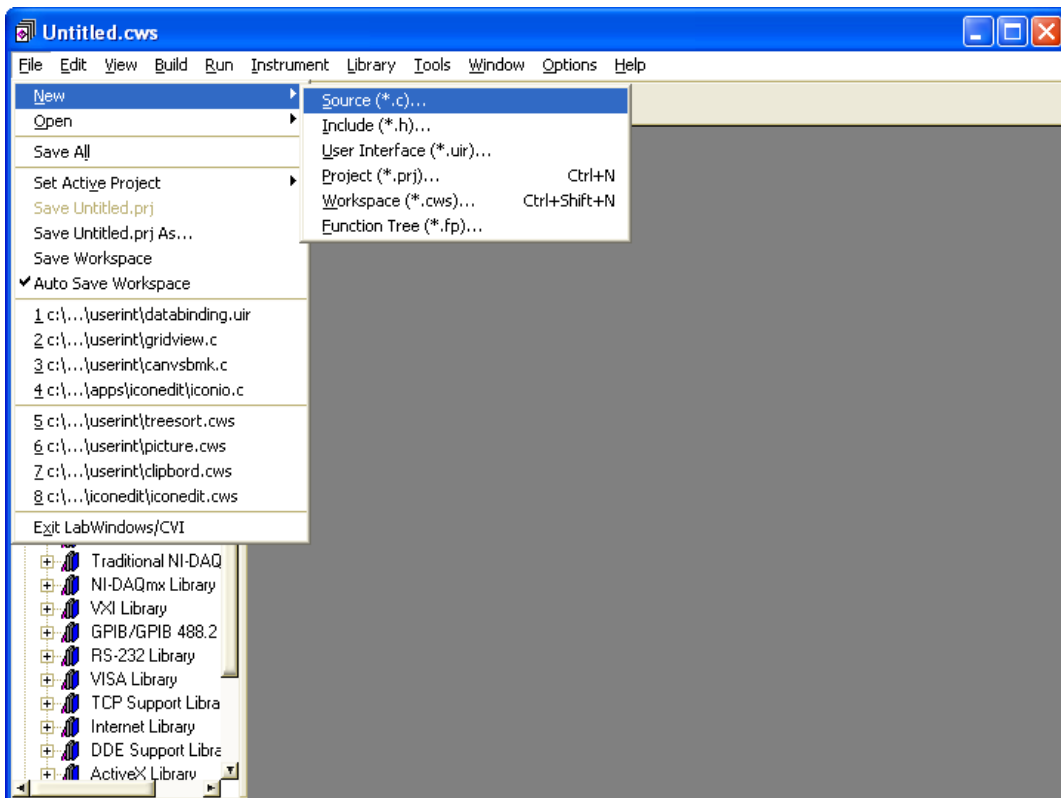 Untitled.cws
File Edit View Build Run Instrument Library Tools Window Options Help
New
Open
Save All
Set Active Project
Save Untitled.prj
Save Untitled.prj As...
Save Workspace
Auto Save Workspace
1 c:\...\userint\databinding.uir
2 c:\...\userint\gridview.c
3 c:\...\userint\canvsbmk.c
4 c:\...\apps\iconedit\iconio.c
5 c:\...\userint\treesort.cws
6 c:\...\userint\picture.cws
7 c:\...\userint\clipbord.cws
8 c:\...\iconedit\iconedit.cws
Exit LabWindows/CVI
Source (*.c)...
Include (*.h)...
User Interface (*.uir)...
Project (*.prj)... Ctrl+N
Workspace (*.cws)... Ctrl+Shift+N
Function Tree (*.fp)...
Traditional NI-DAQ
NI-DAQmx Library
VXI Library
GPIB/GPIB 488.2
RS-232 Library
VISA Library
TCP Support Libra
Internet Library
DDE Support Libra
ActiveX Library